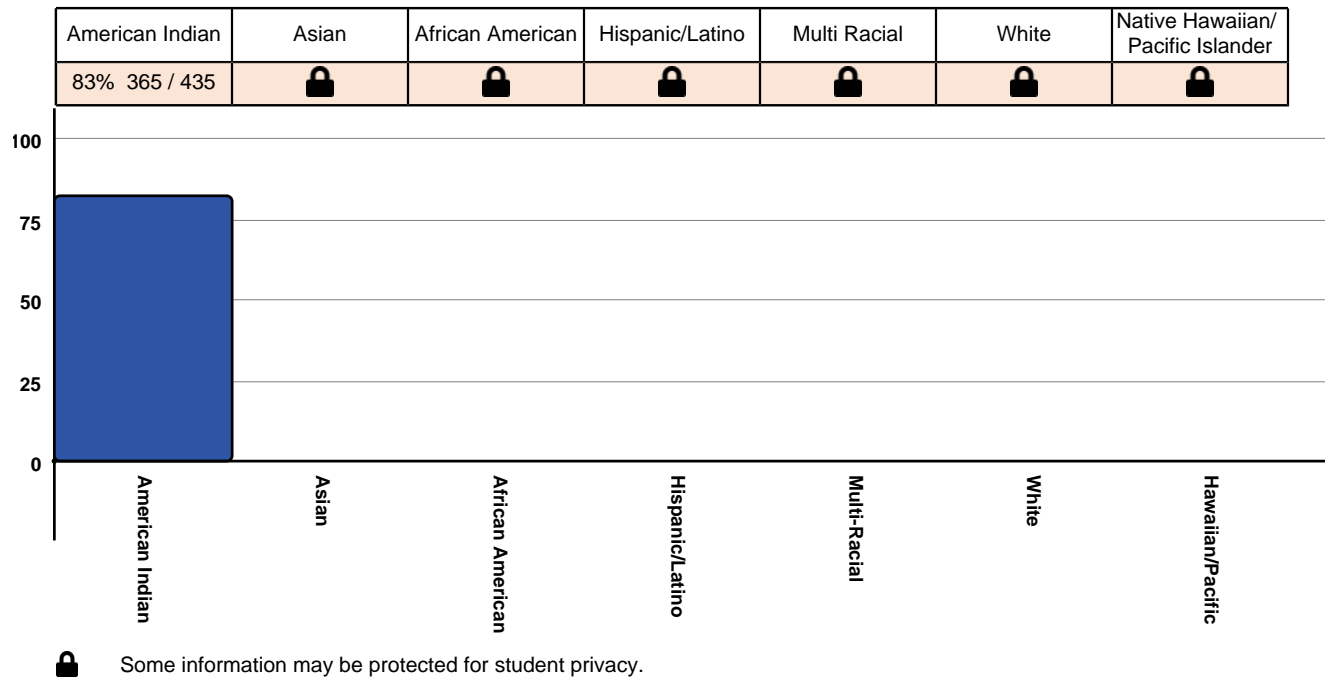 American Indian Asian African American Hispanic/Latino Multi Racial White Native Hawaiian/
Pacific Islander
83% 365 / 435
100
75
50
25
0
American Indian
Asian
African American
Hispanic/Latino
Multi-Racial
White
Hawaiian/Pacific
Some information may be protected for student privacy.